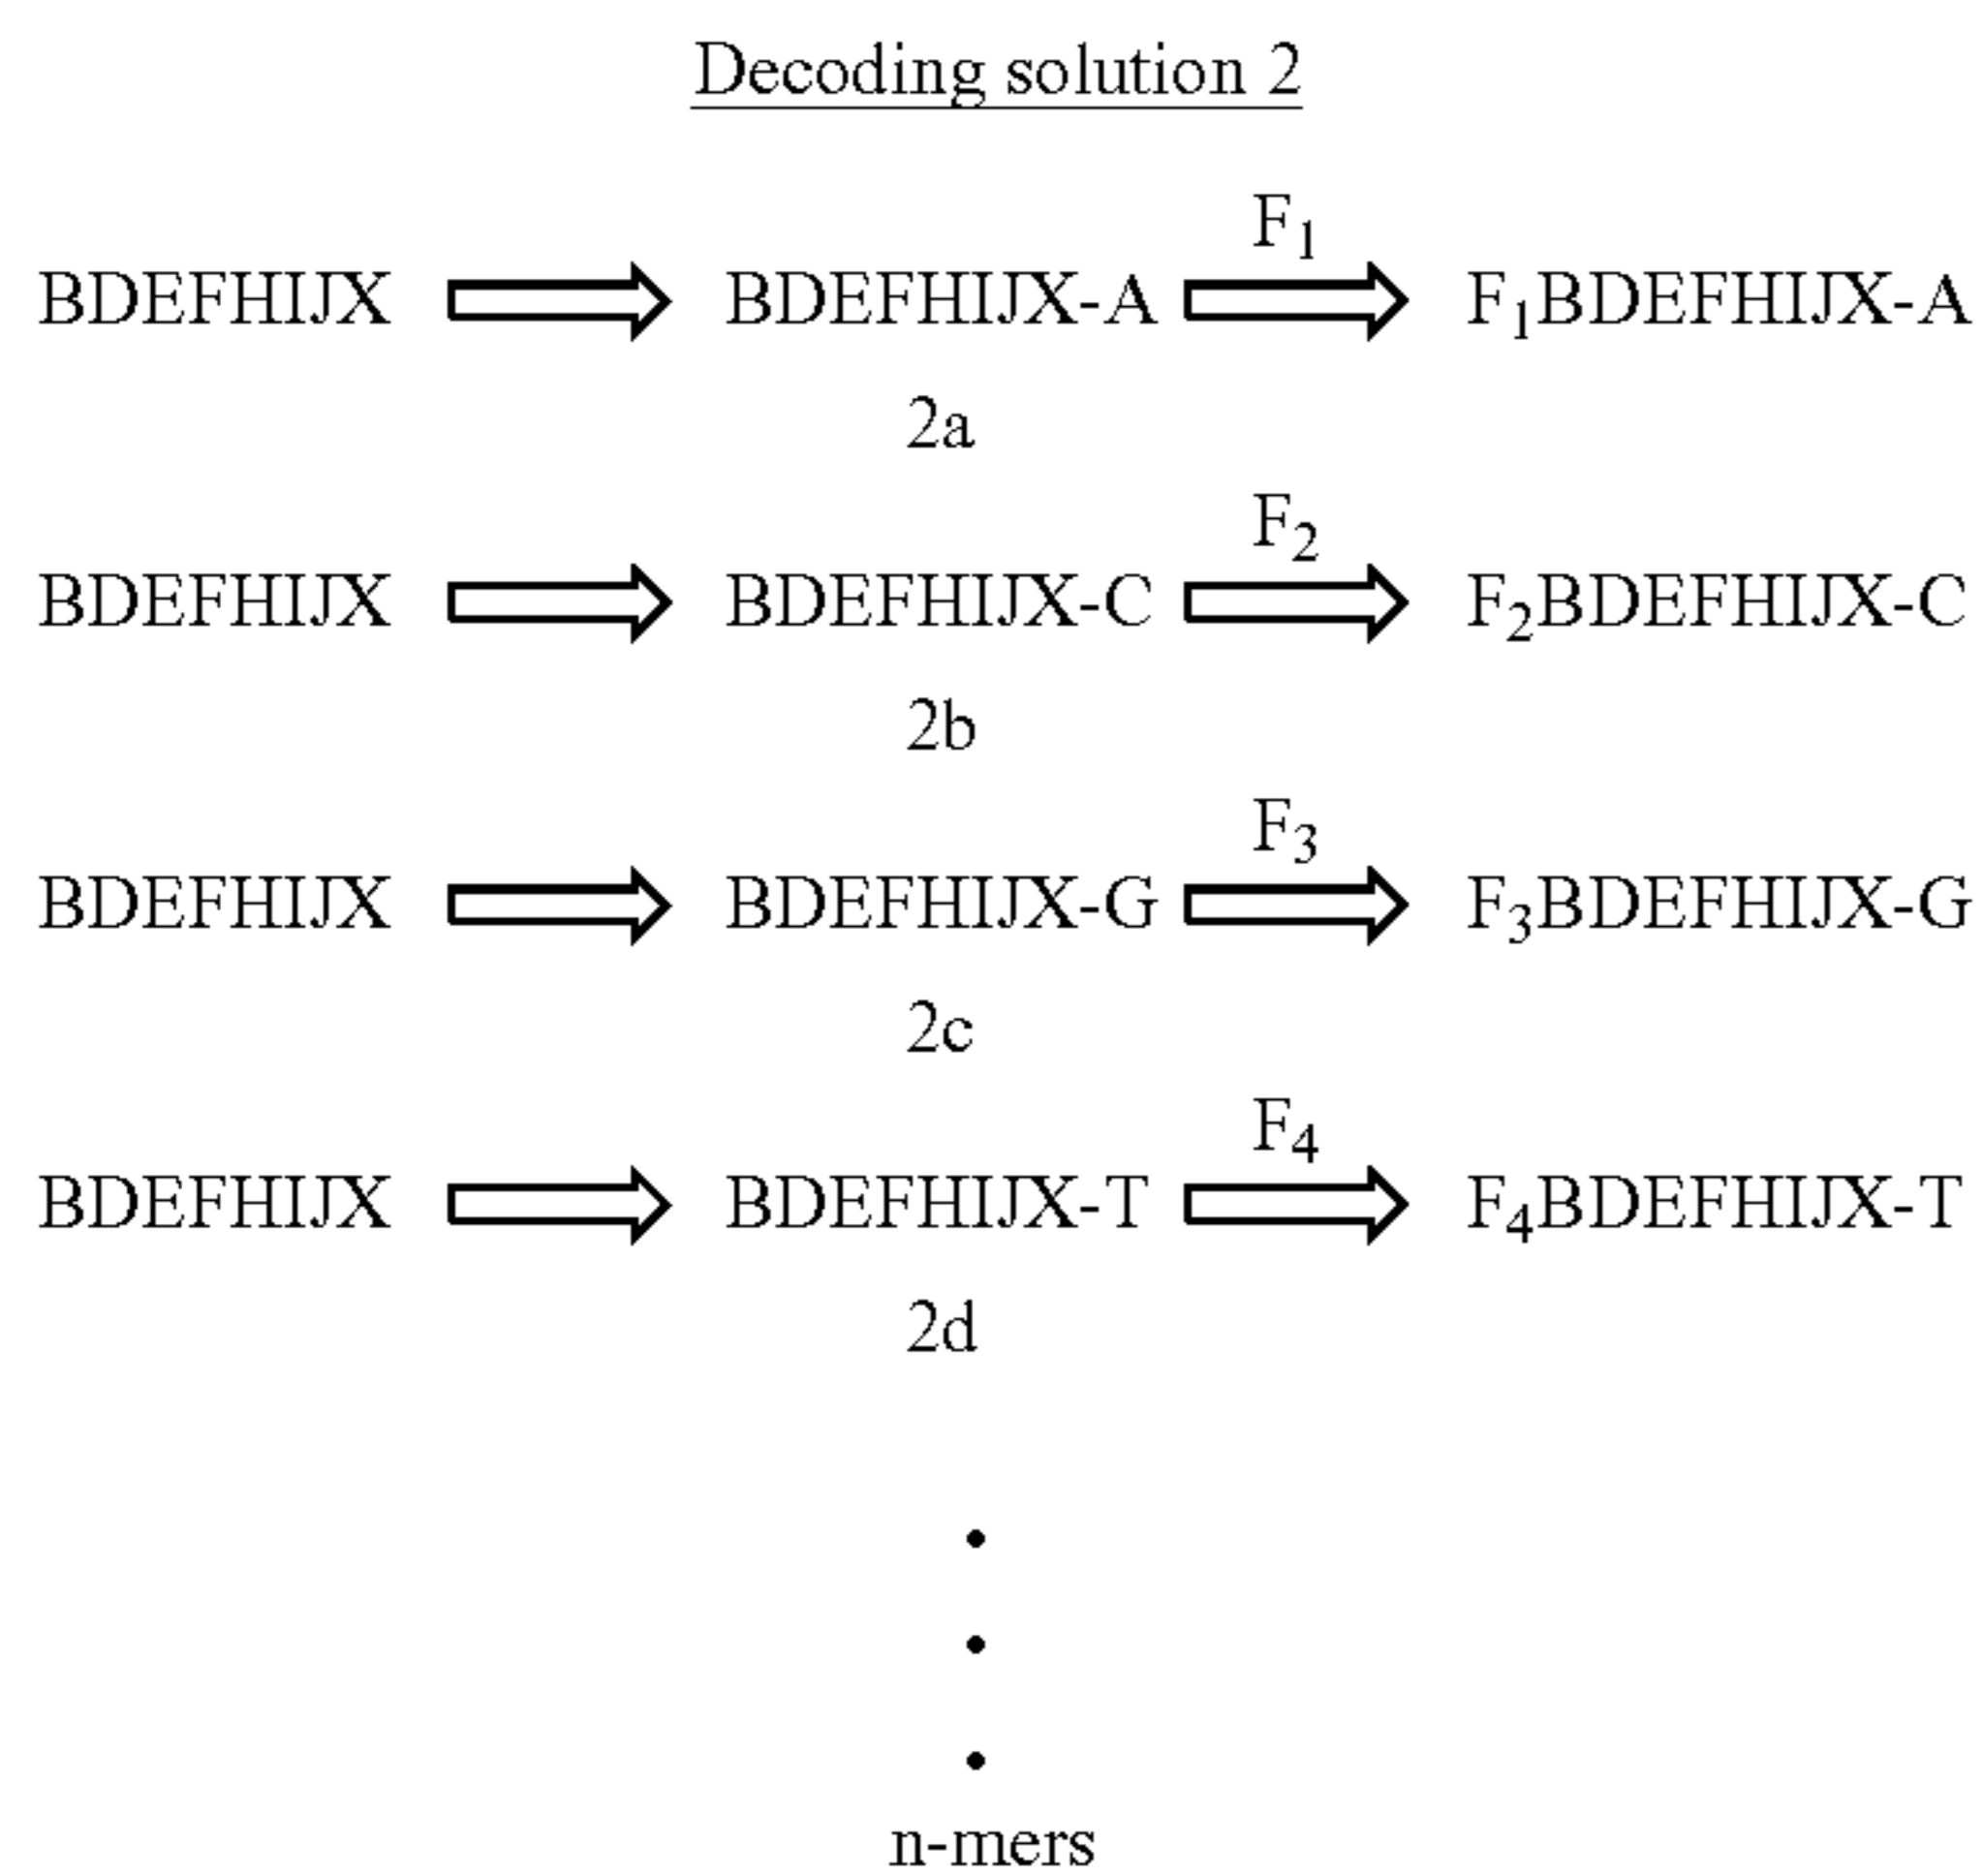 Decoding solution 2
F₁
BDEFHIJX BDEFHIJX-A F₁BDEFHIJX-A
2a
F₂
BDEFHIJX BDEFHIJX-C F₂BDEFHIJX-C
2b
F₃
BDEFHIJX BDEFHIJX-G F₃BDEFHIJX-G
2c
F₄
BDEFHIJX BDEFHIJX-T F₄BDEFHIJX-T
2d
n-mers